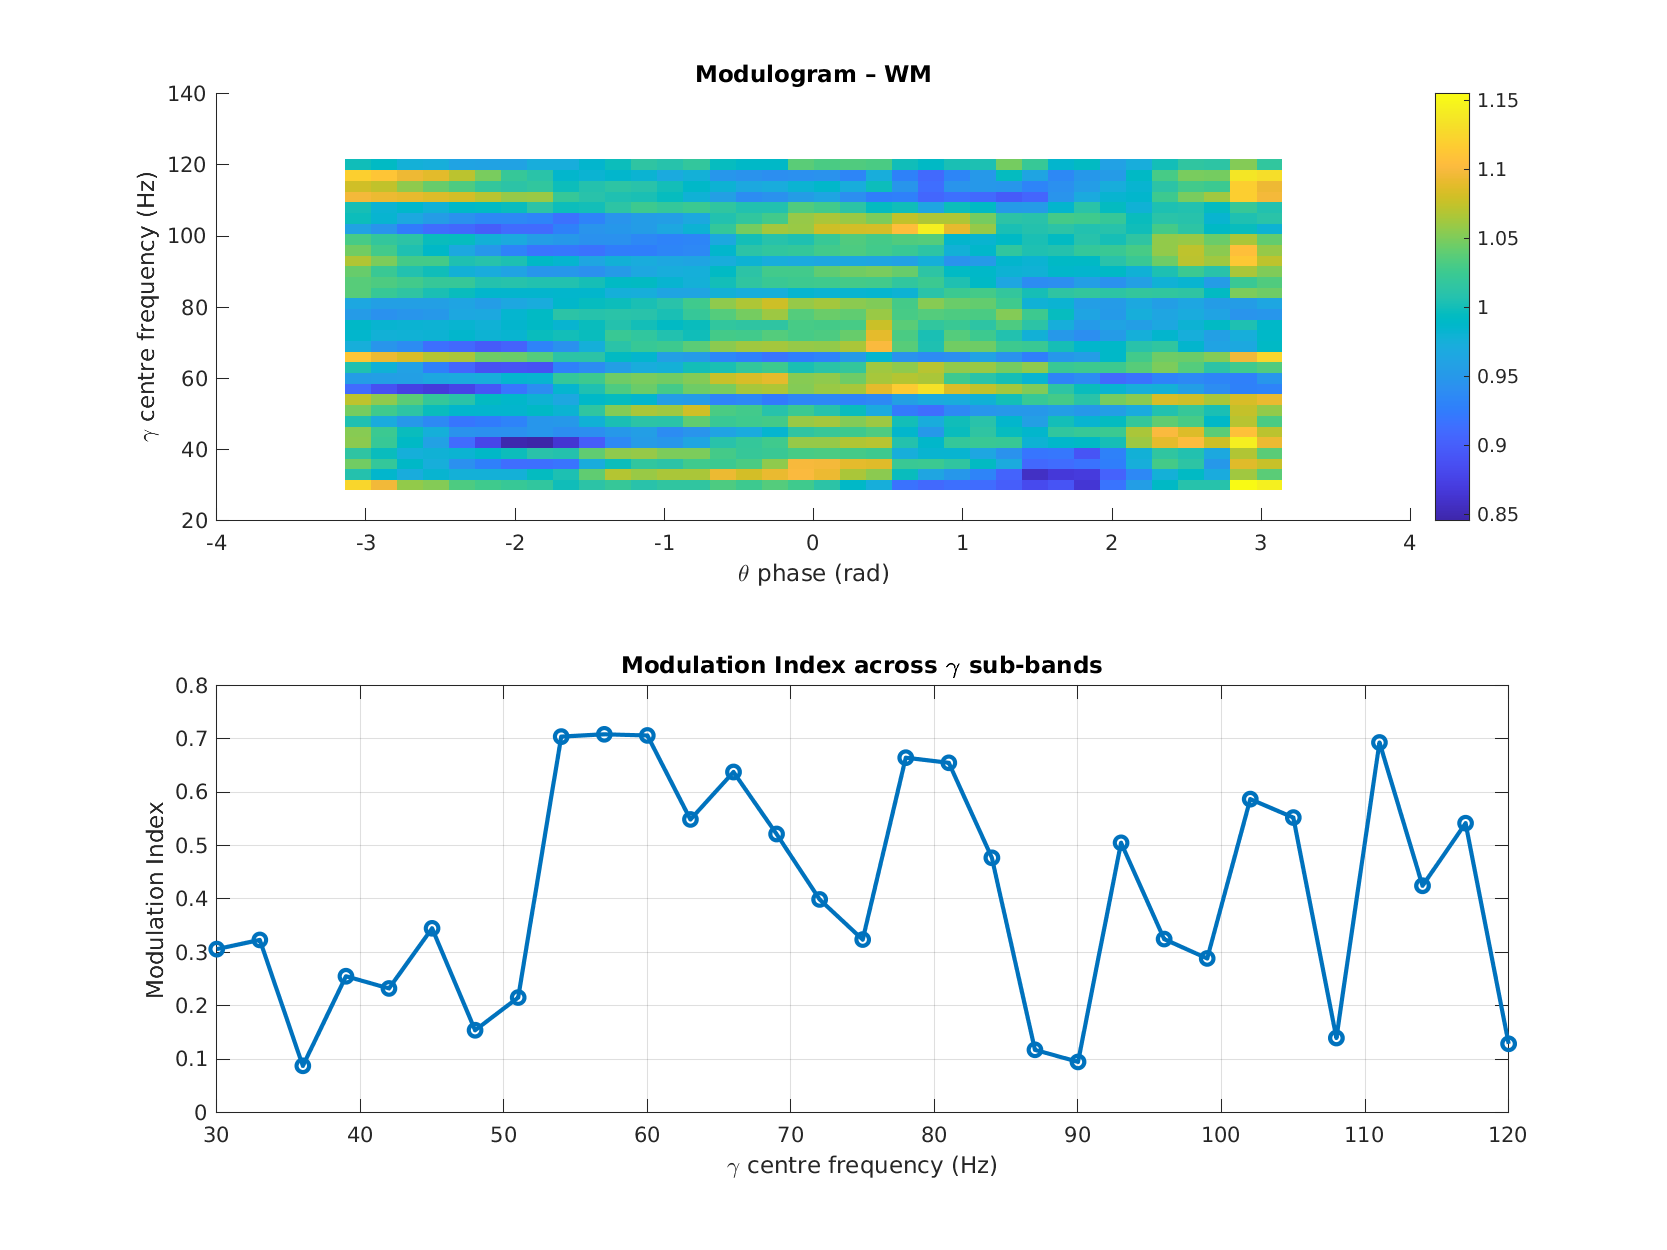 Modulogram – WM
140
120
100
80
60
40
20
γ centre frequency (Hz)
-4 -3 -2 -1 0 1 2 3 4
θ phase (rad)
1.15
1.1
1.05
1
0.95
0.9
0.85
Modulation Index across γ sub-bands
0.8
0.7
0.6
0.5
0.4
0.3
0.2
0.1
0
Modulation Index
30 40 50 60 70 80 90 100 110 120
γ centre frequency (Hz)